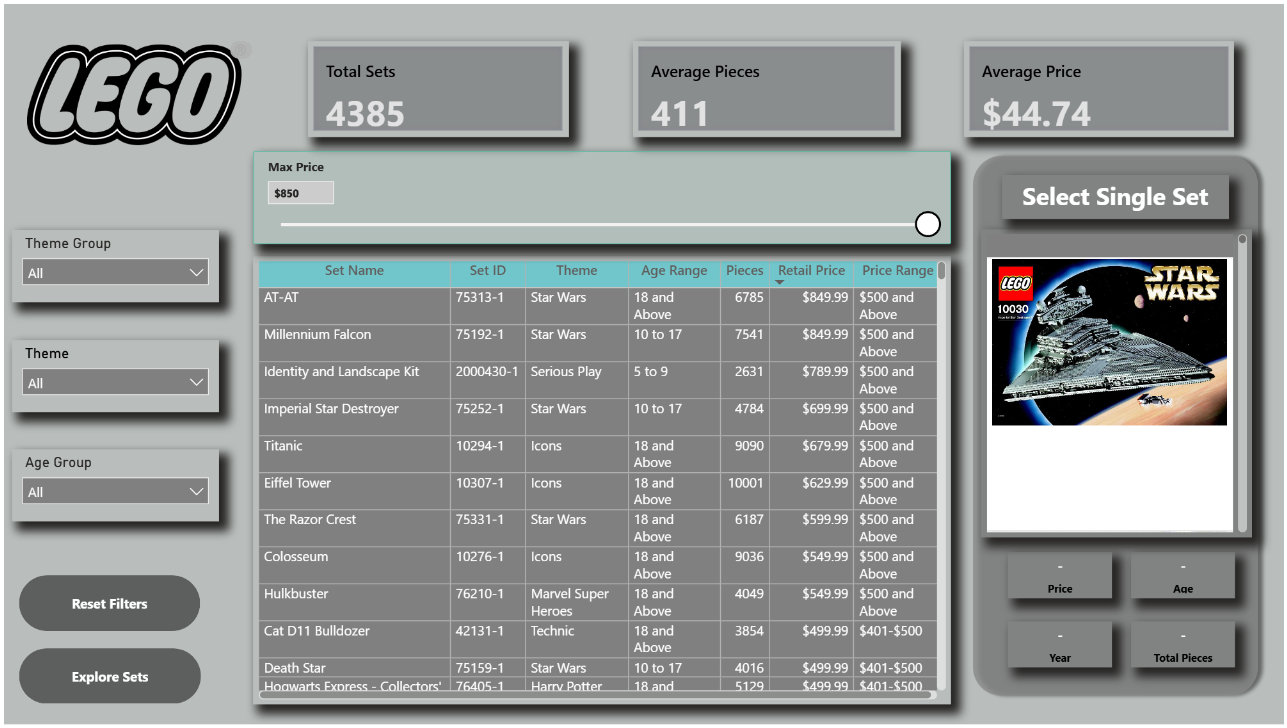 LEGO
Total Sets
4385
Average Pieces
411
Average Price
$44.74
Max Price
$850
Select Single Set
Theme Group
All
Theme
All
Age Group
All
Reset Filters
Explore Sets
Set Name Set ID Theme Age Range Pieces Retail Price Price Range
AT-AT 75313-1 Star Wars 18 and 6785 $849.99 $500 and
Above Above
Millennium Falcon 75192-1 Star Wars 10 to 17 7541 $849.99 $500 and
Above
Identity and Landscape Kit 2000430-1 Serious Play 5 to 9 2631 $789.99 $500 and
Above
Imperial Star Destroyer 75252-1 Star Wars 10 to 17 4784 $699.99 $500 and
Above
Titanic 10294-1 Icons 18 and 9090 $679.99 $500 and
Above Above
Eiffel Tower 10307-1 Icons 18 and 10001 $629.99 $500 and
Above Above
The Razor Crest 75331-1 Star Wars 18 and 6187 $599.99 $500 and
Above Above
Colosseum 10276-1 Icons 18 and 9036 $549.99 $500 and
Above Above
Hulkbuster 76210-1 Marvel Super 18 and 4049 $549.99 $500 and
Heroes Above Above
Cat D11 Bulldozer 42131-1 Technic 18 and 3854 $499.99 $401-$500
Above
Death Star 75159-1 Star Wars 10 to 17 4016 $499.99 $401-$500
Hogwarts Express - Collectors' 76405-1 Harry Potter 18 and 5129 $499.99 $401-$500
LEGO
STAR
WARS
10030
-
Price
-
Age
-
Year
-
Total Pieces